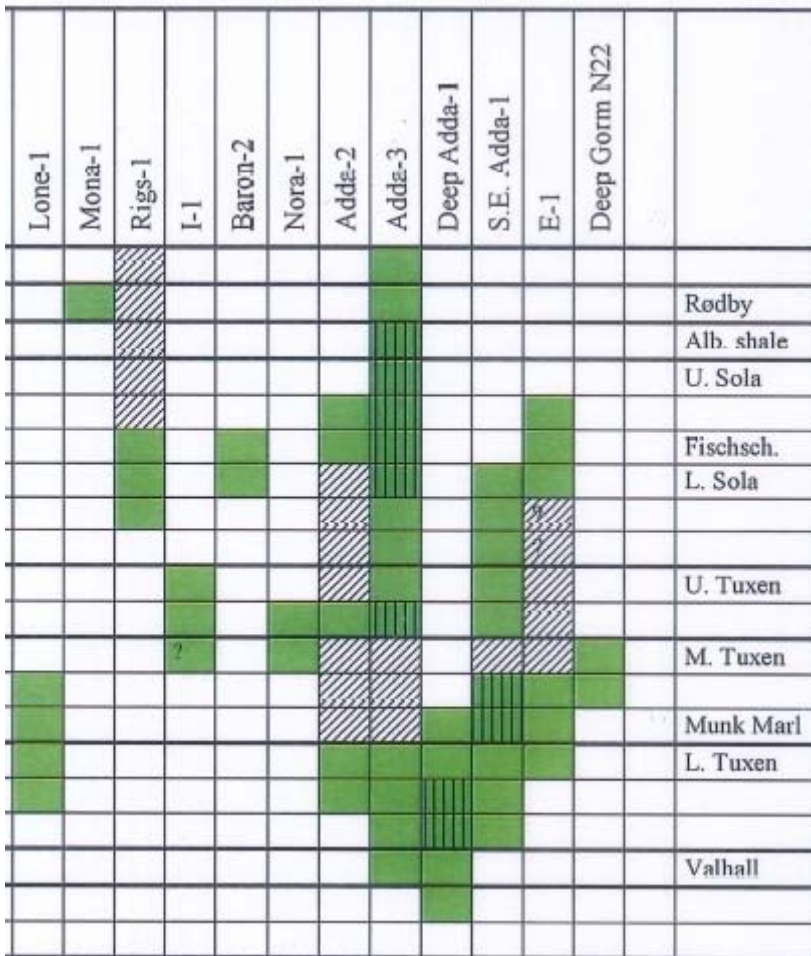 Lone-1
Mona-1
Rigs-1
I-1
Baron-2
Nora-1
Adda-2
Adda-3
Deep Adda-1
S.E. Adda-1
E-1
Deep Gorm N22
Rødby
Alb. shale
U. Sola
Fischsch.
L. Sola
?
U. Tuxen
? M. Tuxen
Munk Marl
L. Tuxen
Valhall